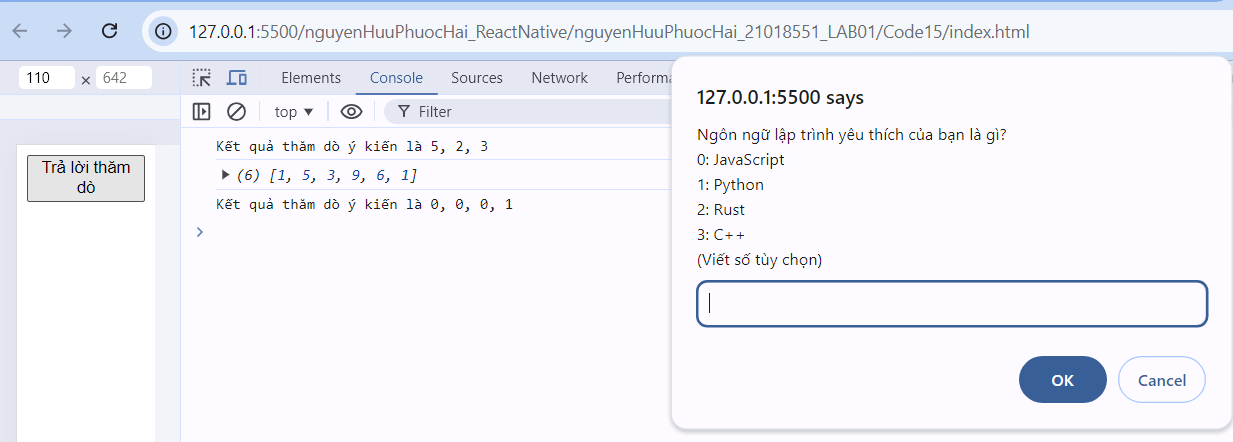 127.0.0.1:5500/nguyenHuuPhuocHai_ReactNative/nguyenHuuPhuocHai_21018551_LAB01/Code15/index.html
110 × 642
Elements Console Sources Network Performa
top ▼ Filter
Trả lời thăm
dò
Kết quả thăm dò ý kiến là 5, 2, 3
▶ (6) [1, 5, 3, 9, 6, 1]
Kết quả thăm dò ý kiến là 0, 0, 0, 1
>
127.0.0.1:5500 says
Ngôn ngữ lập trình yêu thích của bạn là gì?
0: JavaScript
1: Python
2: Rust
3: C++
(Viết số tùy chọn)
OK Cancel